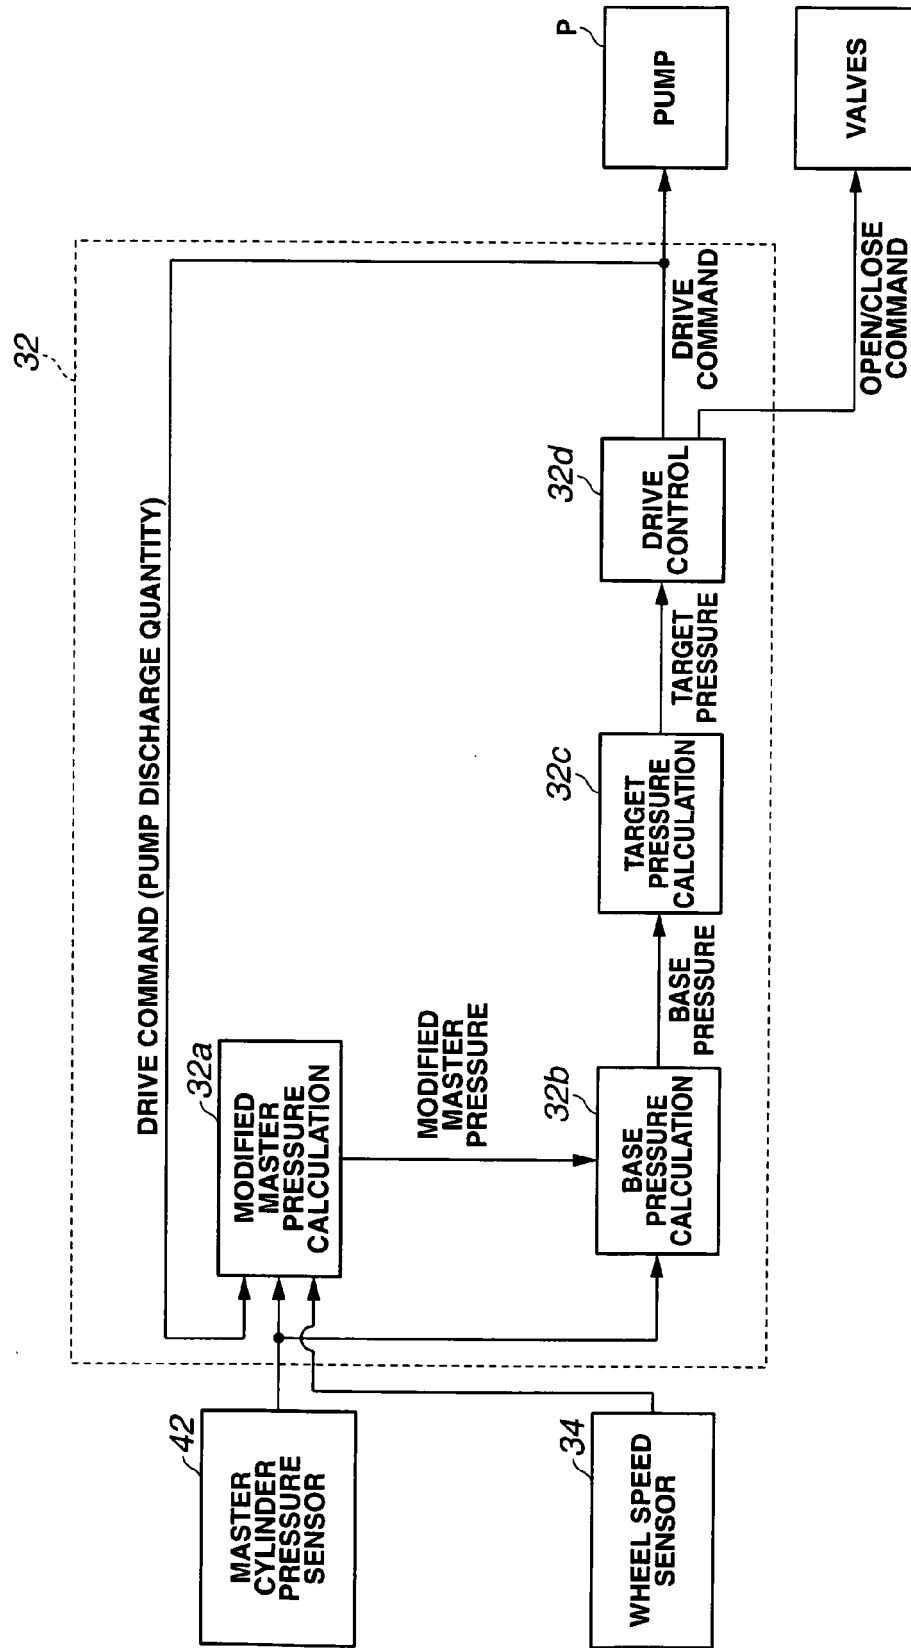 32
DRIVE COMMAND (PUMP DISCHARGE QUANTITY)
42
MASTER
CYLINDER
PRESSURE
SENSOR
34
WHEEL SPEED
SENSOR
32a
MODIFIED
MASTER
PRESSURE
CALCULATION
MODIFIED
MASTER
PRESSURE
32b
BASE
PRESSURE
CALCULATION
BASE
PRESSURE
32c
TARGET
PRESSURE
CALCULATION
TARGET
PRESSURE
32d
DRIVE
CONTROL
DRIVE
COMMAND
OPEN/CLOSE
COMMAND
P
PUMP
VALVES